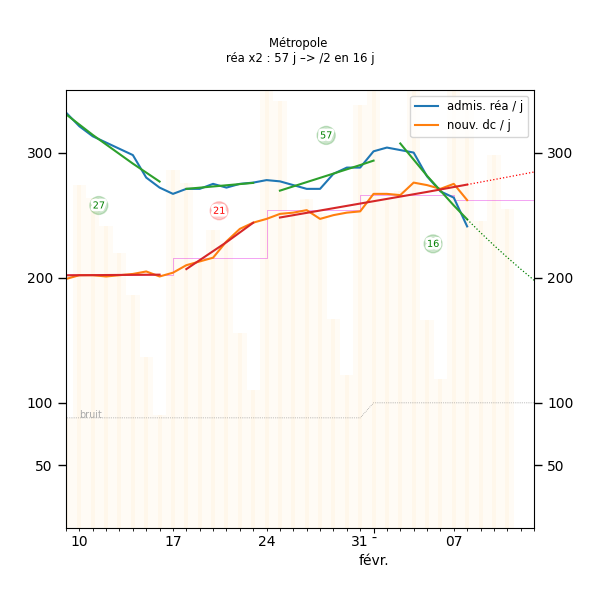 Métropole
réa x2 : 57 j –> /2 en 16 j
admis. réa / j
nouv. dc / j
300
300
57
27
21
16
200
200
100
100
bruit
50
50
10
17
24
31 -
07
févr.